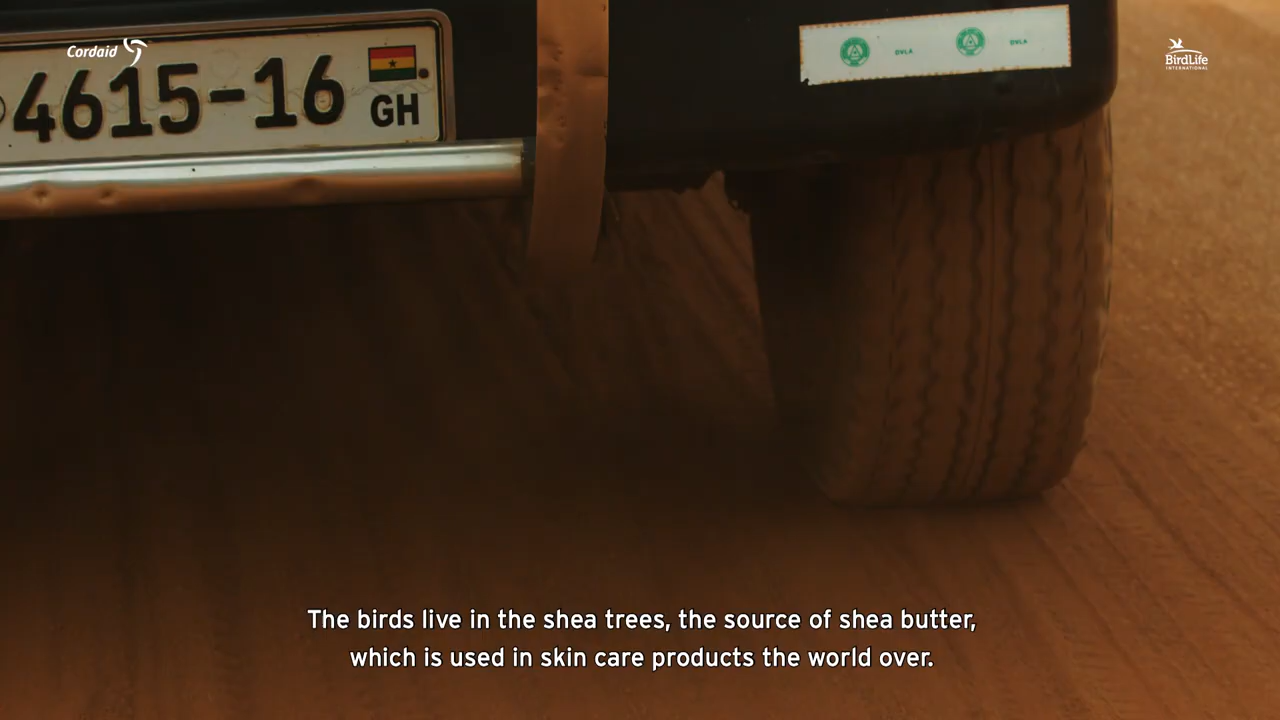 Cordaid
BirdLife
INTERNATIONAL
4615-16
GH
DVLA
DVLA
The birds live in the shea trees, the source of shea butter,
which is used in skin care products the world over.